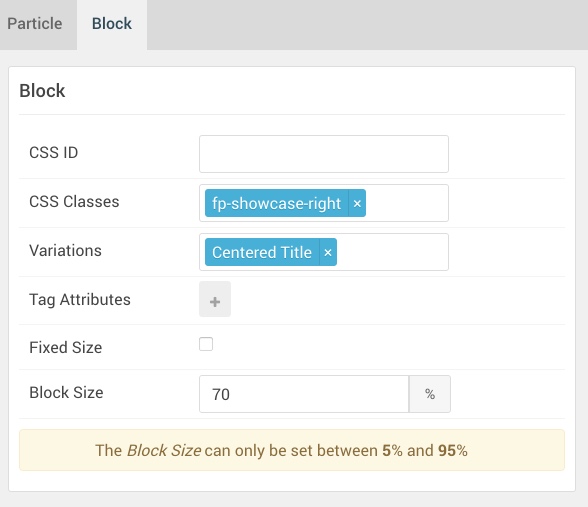 Particle Block
Block
CSS ID
CSS Classes fp-showcase-right ×
Variations Centered Title ×
Tag Attributes +
Fixed Size
Block Size 70 %
The Block Size can only be set between 5% and 95%